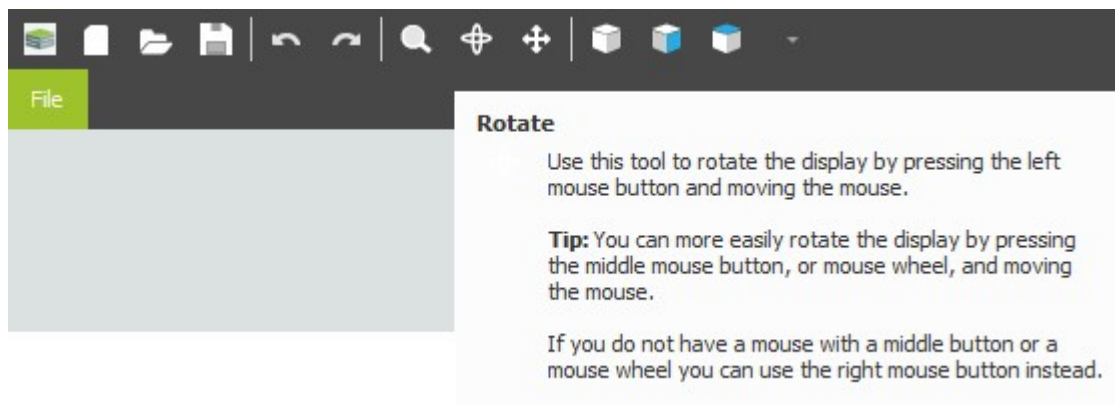 File
Rotate
Use this tool to rotate the display by pressing the left
mouse button and moving the mouse.
Tip: You can more easily rotate the display by pressing
the middle mouse button, or mouse wheel, and moving
the mouse.
If you do not have a mouse with a middle button or a
mouse wheel you can use the right mouse button instead.